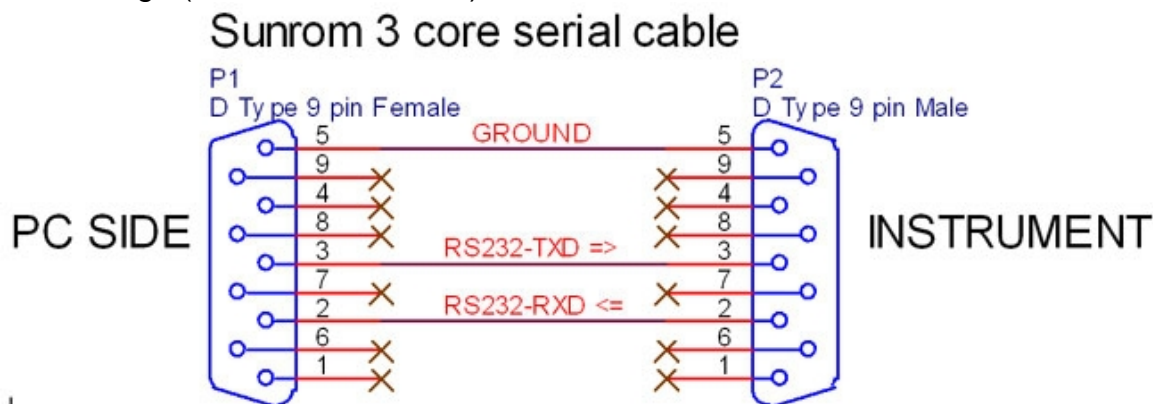 Sunrom 3 core serial cable
P1
D Type 9 pin Female
P2
D Type 9 pin Male
5 GROUND 5
9 9
4 4
8 8
PC SIDE
INSTRUMENT
3 RS232-TXD => 3
7 7
2 RS232-RXD <= 2
6 6
1 1